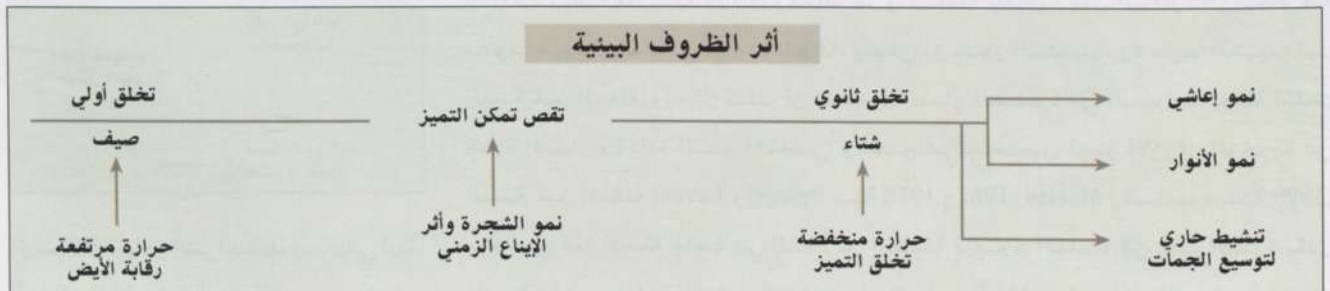 أثر الظروف البينية
تخلق أولي
صيف
حرارة مرتفعة
رقابة الأيض
تقص تمكن التميز
نمو الشجرة وأثر
الإيناع الزمني
تخلق ثانوي
شتاء
حرارة منخفضة
تخلق التميز
نمو إعاشي
نمو الأنوار
تنشيط حاري
لتوسيع الجمات